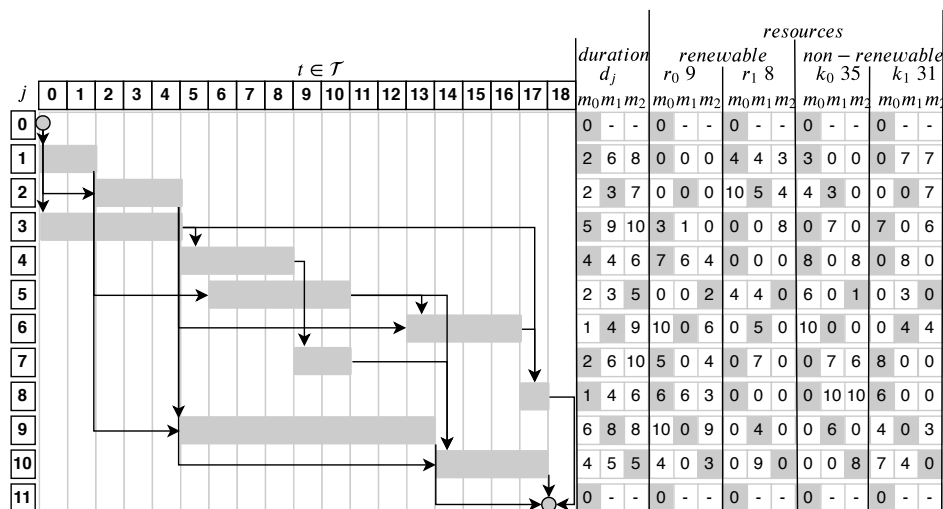 resources
duration renewable non − renewable
t ∈ T d_j r_0 9 r_1 8 k_0 35 k_1 31
j 0 1 2 3 4 5 6 7 8 9 10 11 12 13 14 15 16 17 18 m_0 m_1 m_2 m_0 m_1 m_2 m_0 m_1 m_2 m_0 m_1 m_2 m_0 m_1 m_2
0 0 - - 0 - - 0 - - 0 - - 0 - -
1 2 6 8 0 0 0 4 4 3 3 0 0 0 7 7
2 2 3 7 0 0 0 10 5 4 4 3 0 0 0 7
3 5 9 10 3 1 0 0 0 8 0 7 0 7 0 6
4 4 4 6 7 6 4 0 0 0 8 0 8 0 8 0
5 2 3 5 0 0 2 4 4 0 6 0 1 0 3 0
6 1 4 9 10 0 6 0 5 0 10 0 0 0 4 4
7 2 6 10 5 0 4 0 7 0 0 7 6 8 0 0
8 1 4 6 6 6 3 0 0 0 0 10 10 6 0 0
9 6 8 8 10 0 9 0 4 0 0 6 0 4 0 3
10 4 5 5 4 0 3 0 9 0 0 0 8 7 4 0
11 0 - - 0 - - 0 - - 0 - - 0 - -